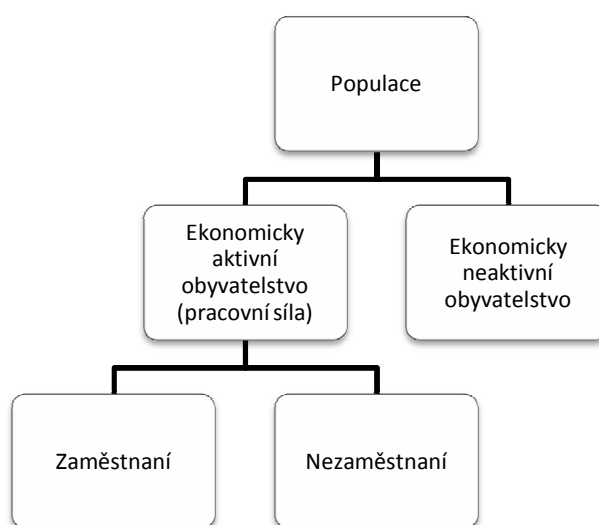 Populace
Ekonomicky
aktivní
obyvatelstvo
(pracovní síla)
Ekonomicky
neaktivní
obyvatelstvo
Zaměstnaní
Nezaměstnaní